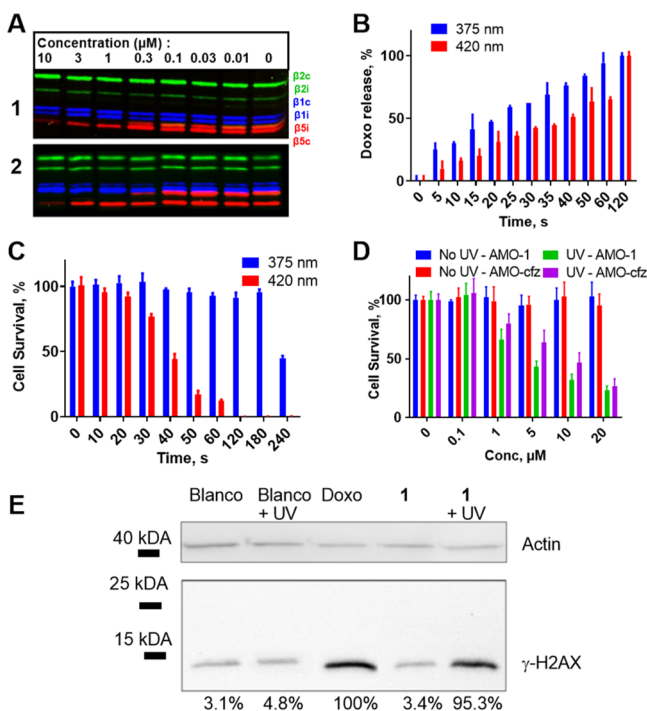 A
Concentration (µM) :
10 3 1 0.3 0.1 0.03 0.01 0
1
β2c
β2i
β1c
β1i
β5i
β5c
2
B
375 nm
420 nm
Doxo release, %
100
50
0
0 5 10 15 20 25 30 35 40 50 60 120
Time, s
C
375 nm
420 nm
Cell Survival, %
100
50
0
0 10 20 30 40 50 60 120 180 240
Time, s
D
No UV - AMO-1 UV - AMO-1
No UV - AMO-cfz UV - AMO-cfz
Cell Survival, %
100
50
0
0 0.1 1 5 10 20
Conc, µM
E
Blanco Blanco + UV Doxo 1 1 + UV
40 kDA
Actin
25 kDA
15 kDA
γ-H2AX
3.1% 4.8% 100% 3.4% 95.3%